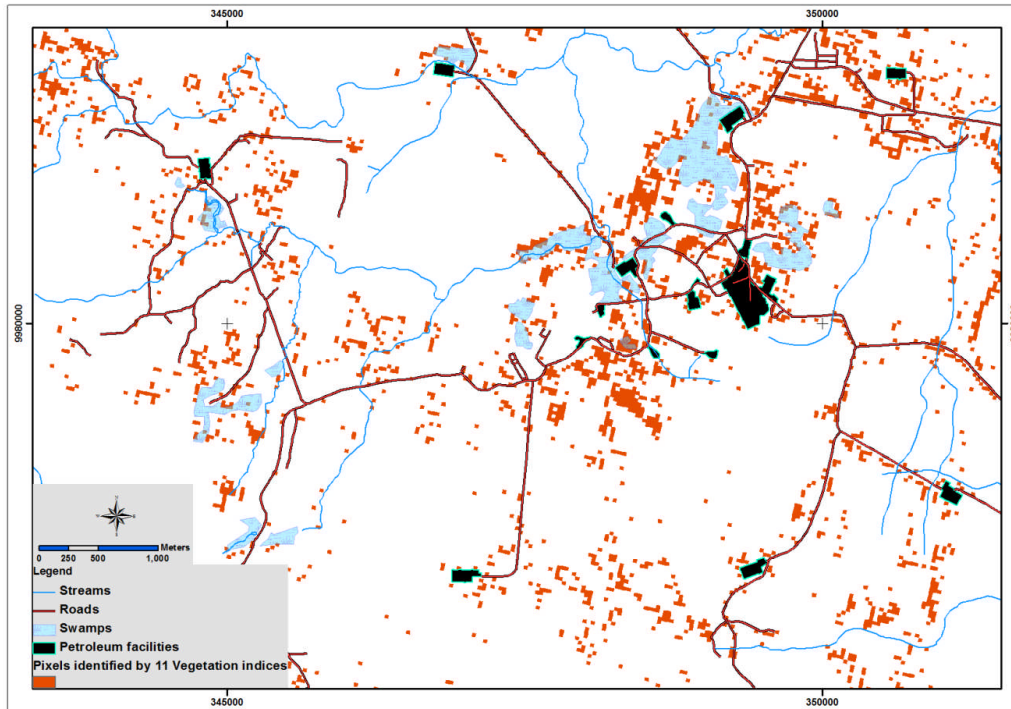 345000
350000
9980000
N
W
E
S
0 250 500 1,000 Meters
Legend
Streams
Roads
Swamps
Petroleum facilities
Pixels identified by 11 Vegetation indices
345000
350000